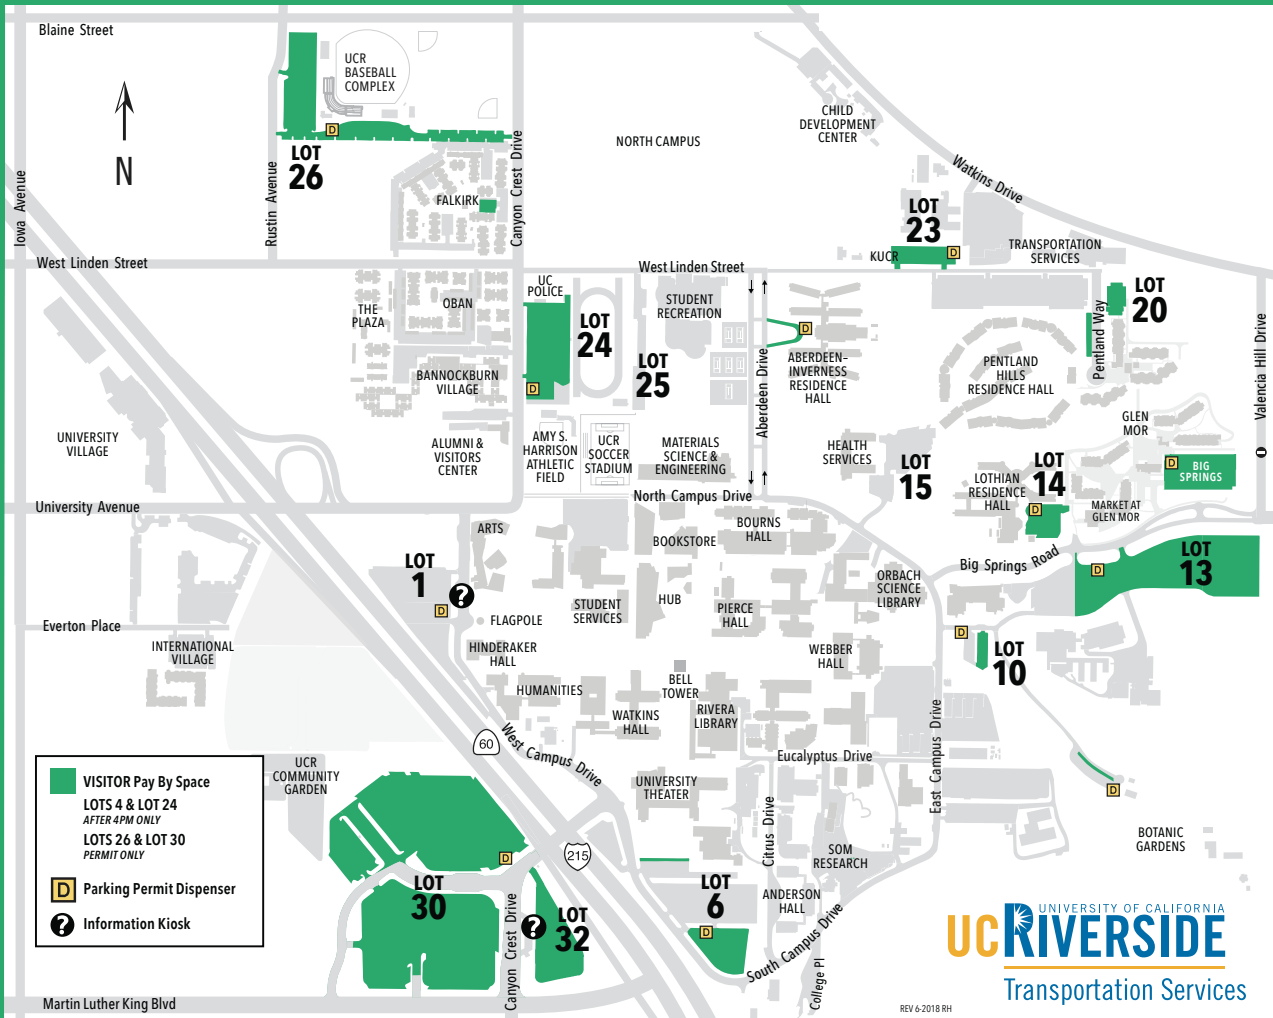 Blaine Street
UCR
BASEBALL
COMPLEX
N
D
LOT
26
Rustin Avenue
Iowa Avenue
Canyon Crest Drive
FALKIRK
NORTH CAMPUS
CHILD
DEVELOPMENT
CENTER
Watkins Drive
LOT
23
KUCR
D
TRANSPORTATION
SERVICES
West Linden Street
West Linden Street
UC
POLICE
THE
PLAZA
OBAN
LOT
24
STUDENT
RECREATION
LOT
25
D
BANNOCKBURN
VILLAGE
D
ABERDEEN-
INVERNESS
RESIDENCE
HALL
Aberdeen Drive
PENTLAND
HILLS
RESIDENCE HALL
Pentland Way
LOT
20
Valencia Hill Drive
GLEN
MOR
UNIVERSITY
VILLAGE
ALUMNI &
VISITORS
CENTER
AMY S.
HARRISON
ATHLETIC
FIELD
UCR
SOCCER
STADIUM
MATERIALS
SCIENCE &
ENGINEERING
HEALTH
SERVICES
LOT
15
LOTHIAN
RESIDENCE
HALL
LOT
14
D
D
BIG
SPRINGS
MARKET AT
GLEN MOR
University Avenue
North Campus Drive
ARTS
BOOKSTORE
BOURNS
HALL
Big Springs Road
LOT
13
D
LOT
1
D
?
FLAGPOLE
STUDENT
SERVICES
HUB
PIERCE
HALL
ORBACH
SCIENCE
LIBRARY
Everton Place
INTERNATIONAL
VILLAGE
HINDERAKER
HALL
WEBBER
HALL
D
LOT
10
HUMANITIES
BELL
TOWER
WATKINS
HALL
RIVERA
LIBRARY
60
West Campus Drive
Eucalyptus Drive
East Campus Drive
UCR
COMMUNITY
GARDEN
UNIVERSITY
THEATER
D
BOTANIC
GARDENS
VISITOR Pay By Space
LOTS 4 & LOT 24
AFTER 4PM ONLY
LOTS 26 & LOT 30
PERMIT ONLY
D Parking Permit Dispenser
? Information Kiosk
D
215
Citrus Drive
SOM
RESEARCH
LOT
30
LOT
32
?
Canyon Crest Drive
LOT
6
D
ANDERSON
HALL
South Campus Drive
College Pl
Martin Luther King Blvd
UNIVERSITY OF CALIFORNIA
UCRIVERSIDE
Transportation Services
REV 6-2018 RH